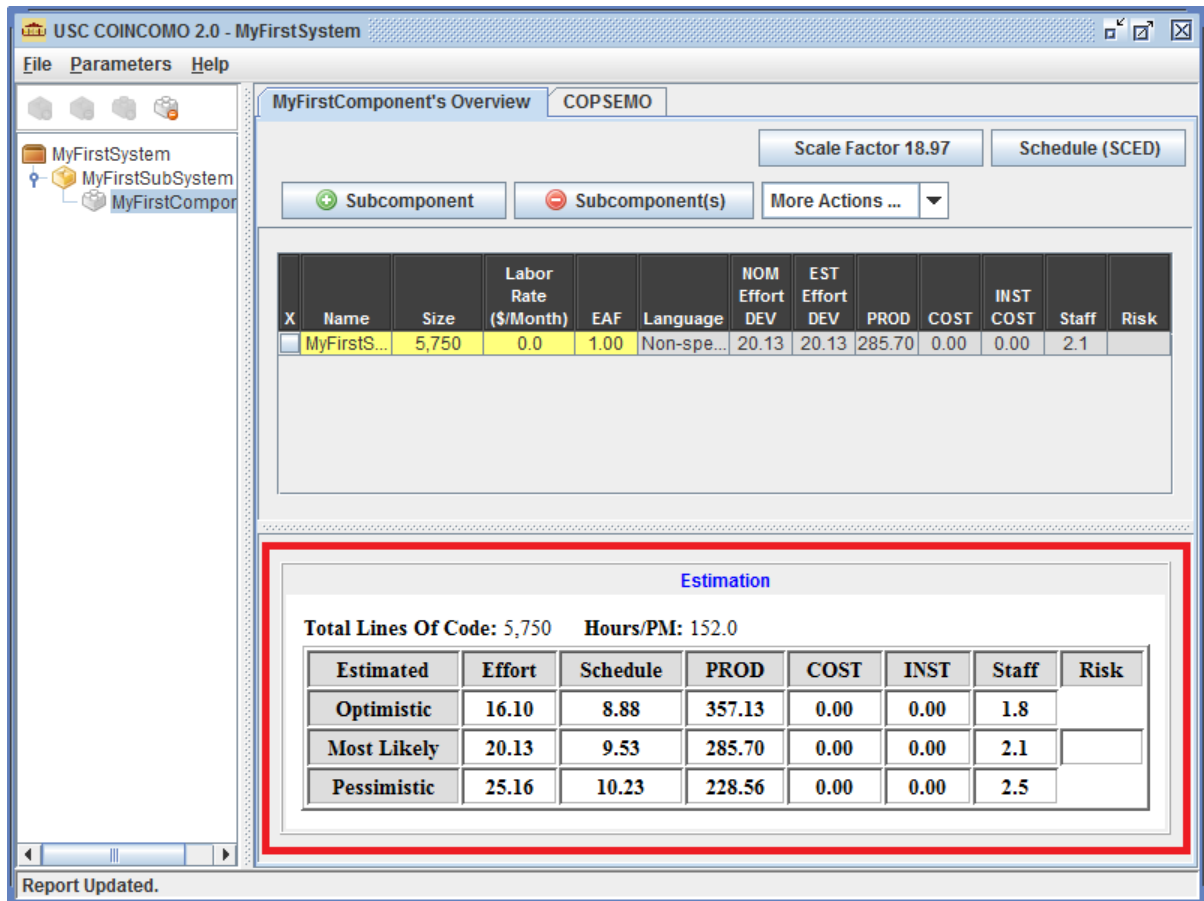 USC COINCOMO 2.0 - MyFirstSystem
File Parameters Help
MyFirstComponent's Overview COPSEMO
MyFirstSystem
MyFirstSubSystem
MyFirstCompor
Scale Factor 18.97 Schedule (SCED)
Subcomponent Subcomponent(s) More Actions ...
X Name Size Labor Rate ($/Month) EAF Language NOM Effort DEV EST Effort DEV PROD COST INST COST Staff Risk
MyFirstS... 5,750 0.0 1.00 Non-spe... 20.13 20.13 285.70 0.00 0.00 2.1
Estimation
Total Lines Of Code: 5,750 Hours/PM: 152.0
Estimated Effort Schedule PROD COST INST Staff Risk
Optimistic 16.10 8.88 357.13 0.00 0.00 1.8
Most Likely 20.13 9.53 285.70 0.00 0.00 2.1
Pessimistic 25.16 10.23 228.56 0.00 0.00 2.5
Report Updated.